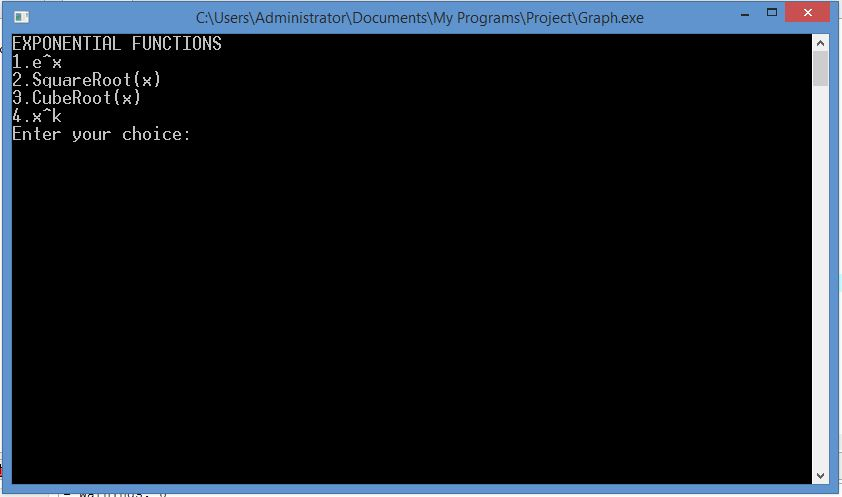 C:\Users\Administrator\Documents\My Programs\Project\Graph.exe
EXPONENTIAL FUNCTIONS
1.e^x
2.SquareRoot(x)
3.CubeRoot(x)
4.x^k
Enter your choice: